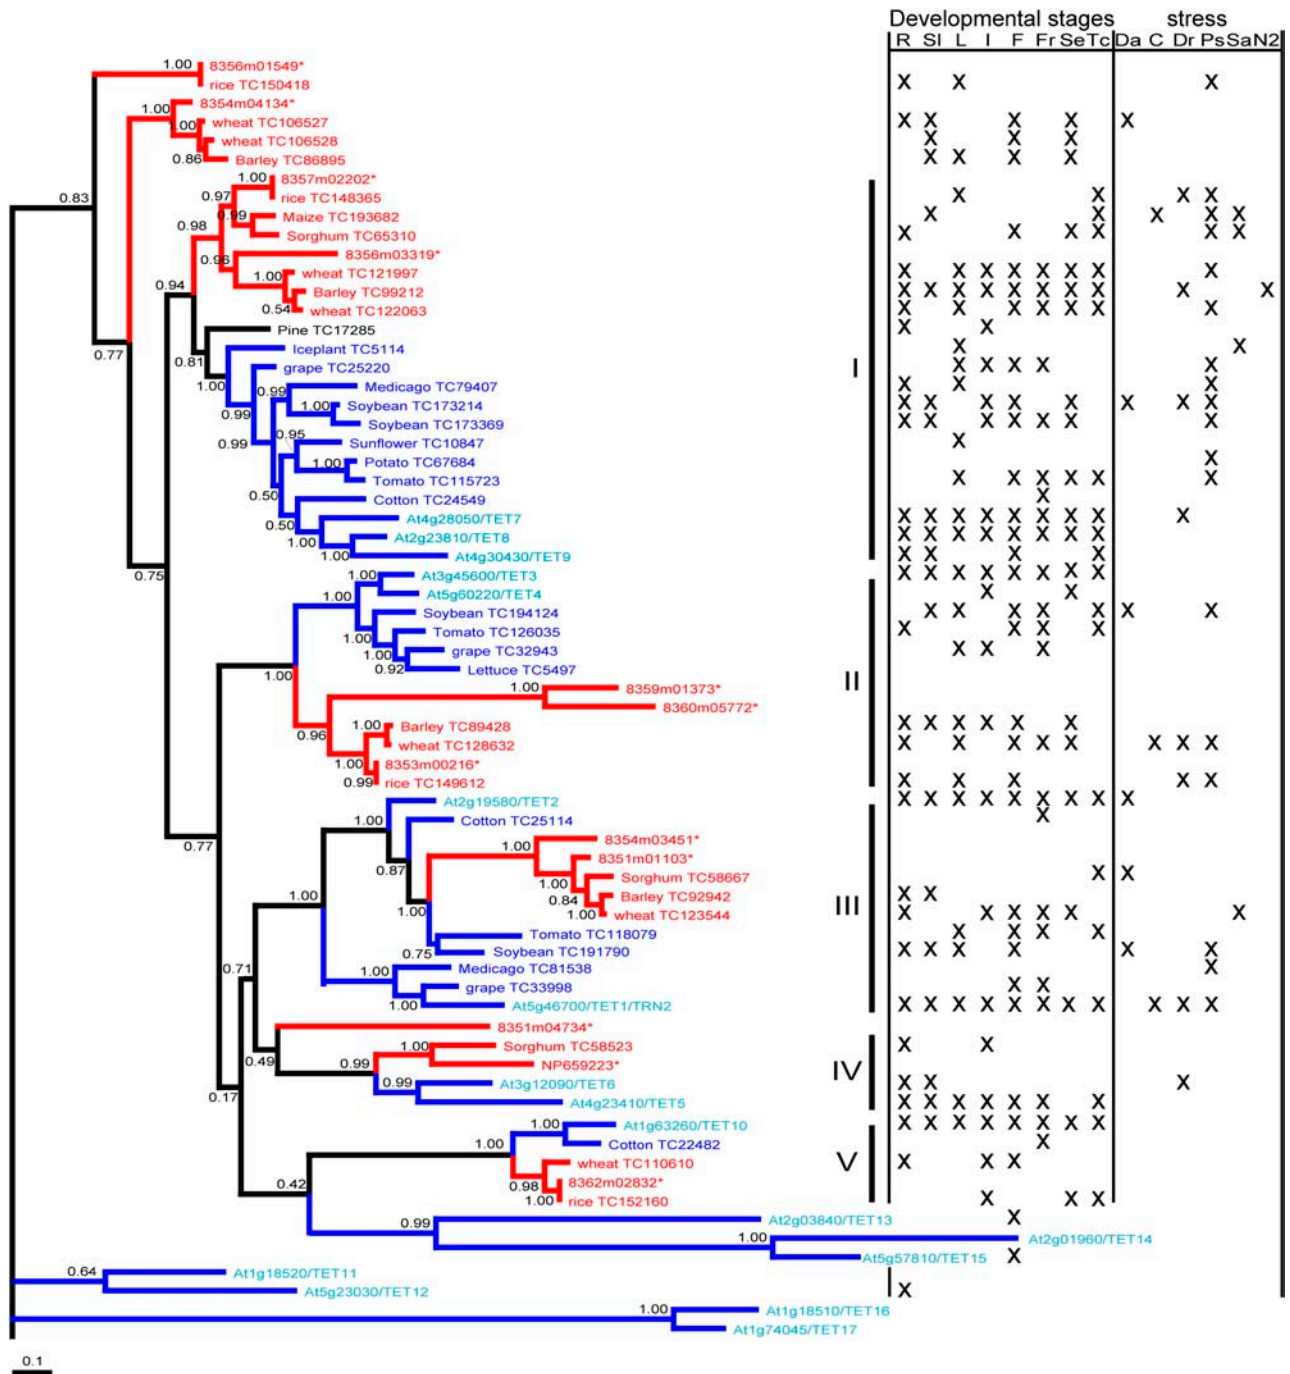 Developmental stages stress
R Sl L I F Fr Se Tc Da C Dr Ps Sa N2
1.00 8356m01549*
rice TC150418 X X X
1.00 8354m04134*
1.00 wheat TC106527 X X X X X
wheat TC106528 X X X
0.86 Barley TC86895 X X X X
1.00 8357m02202*
0.83 0.97 rice TC148365 X X X X
0.99 Maize TC193682 X X X X X
0.98 Sorghum TC65310 X X X X X X
0.96 8356m03319*
1.00 wheat TC121997 X X X X X X X X
0.94 Barley TC99212 X X X X X X X X X X
0.54 wheat TC122063 X X X X X X X X
Pine TC17285 X X
0.77 Iceplant TC5114 X X
0.81 grape TC25220 X X X X X
I
1.00 0.99 Medicago TC79407 X X X
1.00 Soybean TC173214 X X X X X X X X
0.99 Soybean TC173369 X X X X X X X
0.99 0.95 Sunflower TC10847 X
1.00 Potato TC67684 X
Tomato TC115723 X X X X X X
0.50 Cotton TC24549 X
0.50 At4g28050/TET7 X X X X X X X X X
1.00 At2g23810/TET8 X X X X X X X X
1.00 At4g30430/TET9 X X X X
0.75 1.00 At3g45600/TET3 X X X X X X X X
1.00 At5g60220/TET4 X X
Soybean TC194124 X X X X X X X
1.00 Tomato TC126035 X X X X
1.00 grape TC32943 X X X
1.00 0.92 Lettuce TC5497
II
1.00 8359m01373*
8360m05772*
1.00 Barley TC89428 X X X X X X
0.96 wheat TC128632 X X X X X X X X
1.00 8353m00216*
0.99 rice TC149612 X X X X X
At2g19580/TET2 X X X X X X X X X
1.00 Cotton TC25114 X
0.77 1.00 8354m03451*
0.87 8351m01103*
1.00 Sorghum TC58667 X X
1.00 0.84 Barley TC92942 X X
III
1.00 1.00 wheat TC123544 X X X X X X
Tomato TC118079 X X X X
0.75 Soybean TC191790 X X X X X X
0.71 1.00 Medicago TC81538 X
grape TC33998 X X
1.00 At5g46700/TET1/TRN2 X X X X X X X X X X X
8351m04734*
1.00 Sorghum TC58523 X X
0.49 0.99 NP659223*
IV
0.99 At3g12090/TET6 X X X
0.17 At4g23410/TET5 X X X X X X X
1.00 At1g63260/TET10 X X X X X X X X
1.00 Cotton TC22482 X
V
wheat TC110610 X X X
0.42 0.98 8362m02832*
1.00 rice TC152160 X X X
0.99 At2g03840/TET13 X
1.00 At2g01960/TET14
At5g57810/TET15 X
0.64 At1g18520/TET11
At5g23030/TET12 X
1.00 At1g18510/TET16
At1g74045/TET17
0.1